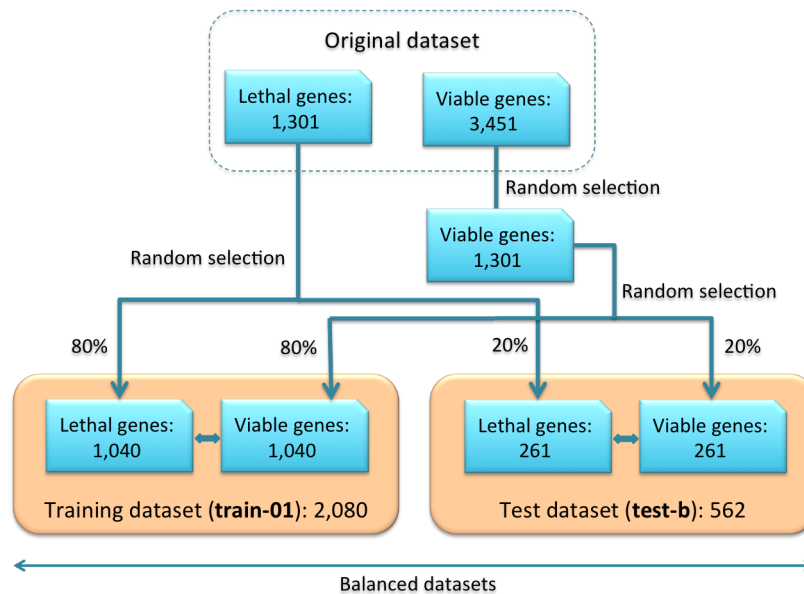 Original dataset
Lethal genes:
1,301
Viable genes:
3,451
Random selection
Viable genes:
1,301
Random selection
Random selection
80%
80%
20%
20%
Lethal genes:
1,040
Viable genes:
1,040
Lethal genes:
261
Viable genes:
261
Training dataset (train-01): 2,080
Test dataset (test-b): 562
Balanced datasets